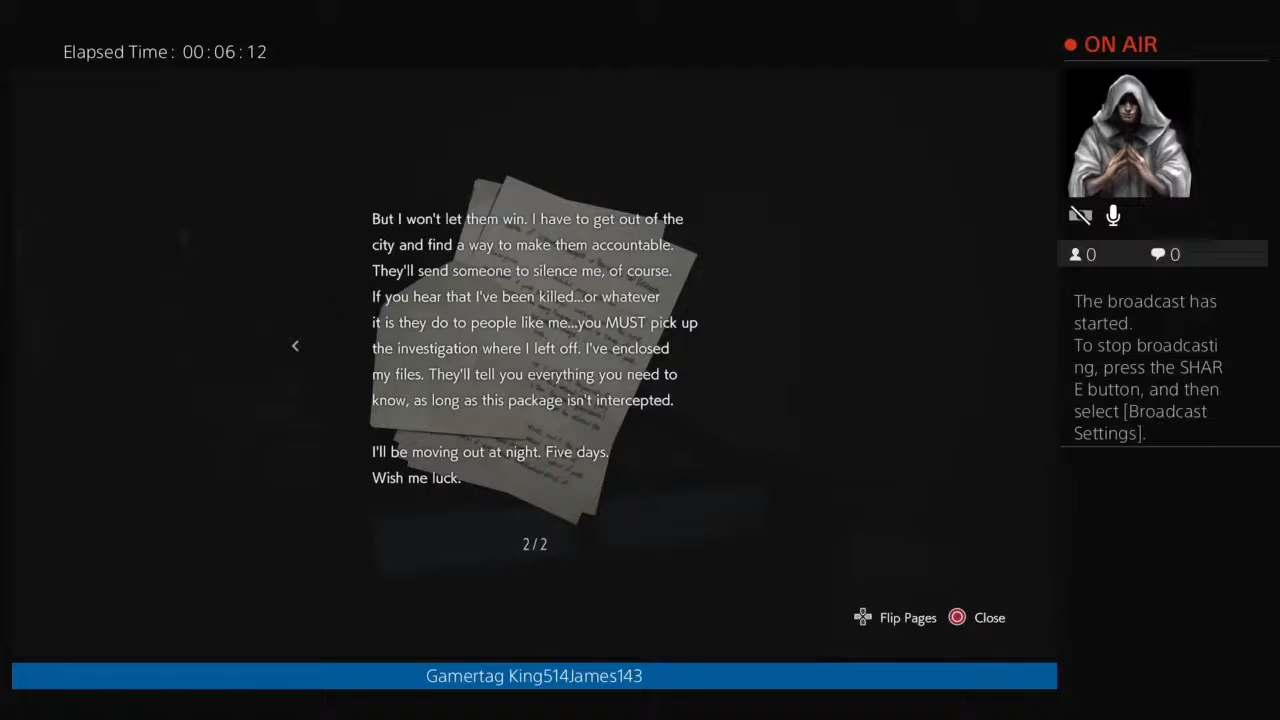 Elapsed Time: 00:06:12
ON AIR
0
0
The broadcast has
started.
To stop broadcasti
ng, press the SHAR
E button, and then
select [Broadcast
Settings].
But I won't let them win. I have to get out of the
city and find a way to make them accountable.
They'll send someone to silence me, of course.
If you hear that I've been killed...or whatever
it is they do to people like me...you MUST pick up
the investigation where I left off. I've enclosed
my files. They'll tell you everything you need to
know, as long as this package isn't intercepted.
I'll be moving out at night. Five days.
Wish me luck.
2/2
Flip Pages
Close
Gamertag King514James143